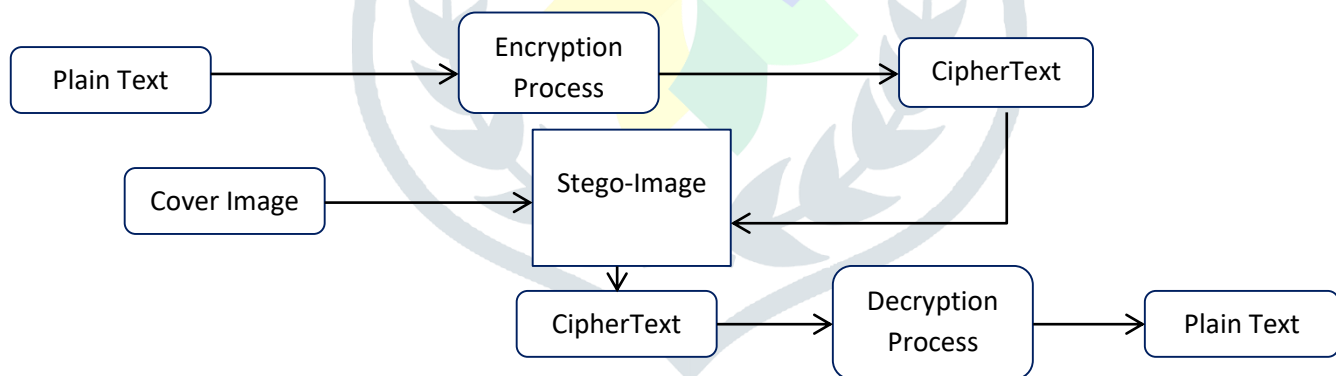 Plain Text
Encryption
Process
CipherText
Cover Image
Stego-Image
CipherText
Decryption
Process
Plain Text